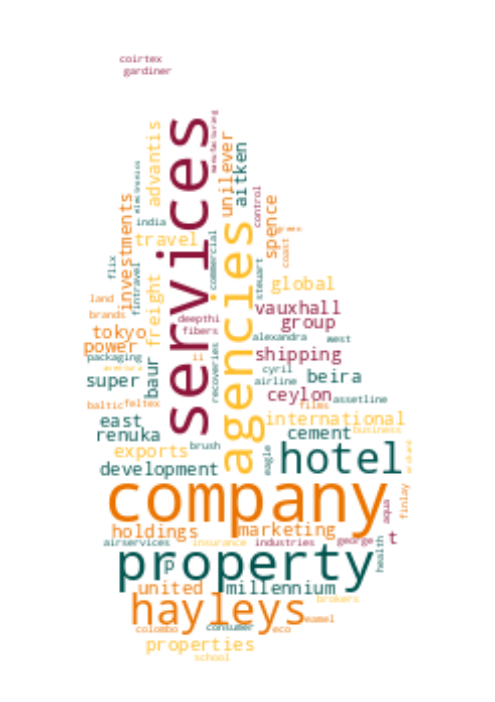 coirtex
gardiner
services
agencies
manufacturing
advantis
unilever
aitken
investments
india
travel
control
spence
coast
flix
fintravel
freight
commercial
stewart
global
land
brands
tokyo
power
packaging
deepthi
fibers
vauxhall
group
alexandra
west
shipping
super
baur
ii
recoveries
cyril
airline
beira
ceylon
assetline
baltic
feltex
films
east
renuka
international
business
cement
exports
brush
eagle
hotel
development
company
finlay
aqua
holdings
marketing
t
airservices
insurance
industries
george
property
health
p
united
millennium
brokers
hayleys
eamel
colombo
consumer
eco
properties
school